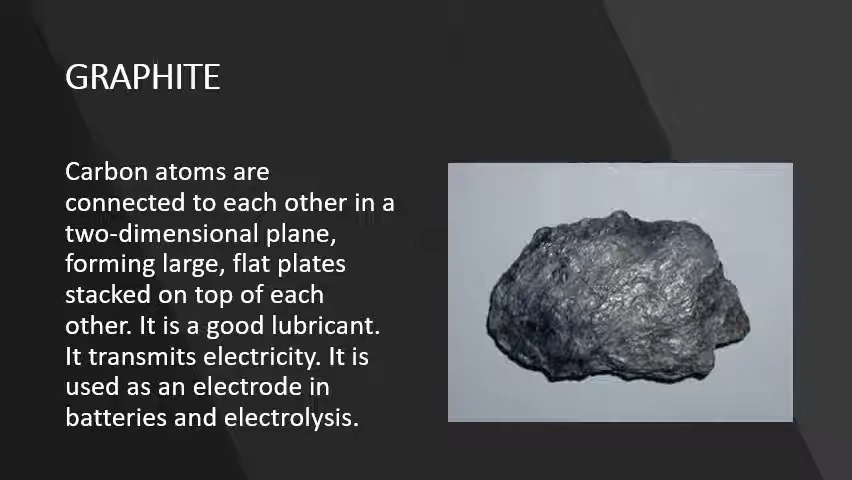 GRAPHITE
Carbon atoms are
connected to each other in a
two-dimensional plane,
forming large, flat plates
stacked on top of each
other. It is a good lubricant.
It transmits electricity. It is
used as an electrode in
batteries and electrolysis.